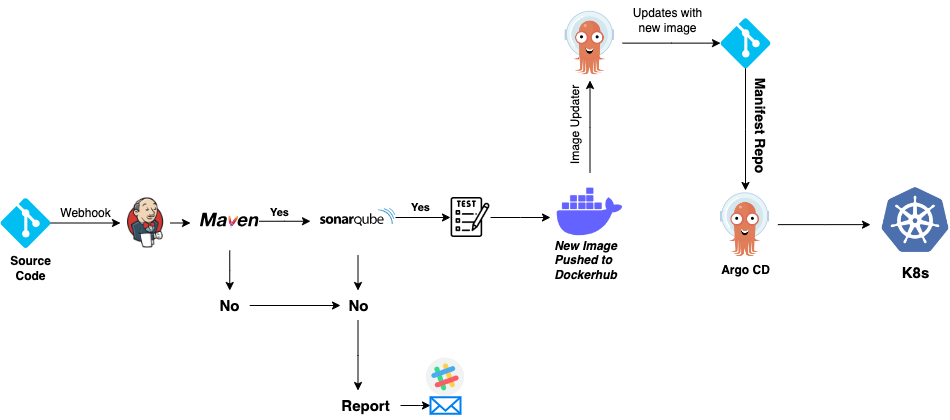 Updates with
new image
Image Updater
Manifest Repo
Webhook
Maven
Yes
sonarqube
Yes
TEST
Source
Code
New Image
Pushed to
Dockerhub
Argo CD
K8s
No
No
Report